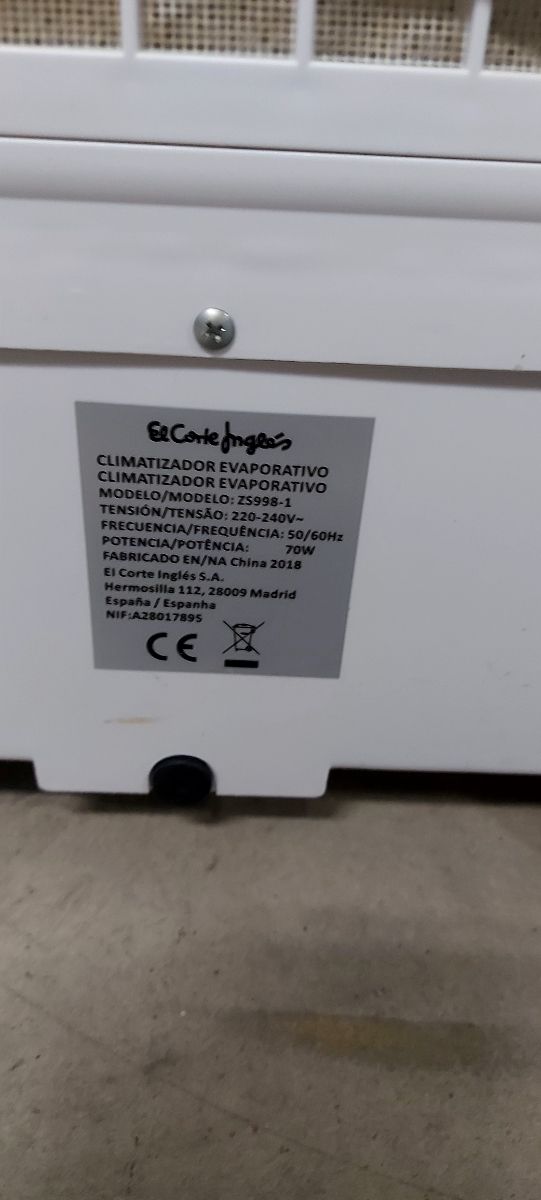 El Corte Inglés
CLIMATIZADOR EVAPORATIVO
CLIMATIZADOR EVAPORATIVO
MODELO/MODELO: ZS998-1
TENSIÓN/TENSÃO: 220-240V~
FRECUENCIA/FREQUÊNCIA: 50/60Hz
POTENCIA/POTÊNCIA: 70W
FABRICADO EN/NA China 2018
El Corte Inglés S.A.
Hermosilla 112, 28009 Madrid
España / Espanha
NIF:A28017895
CE